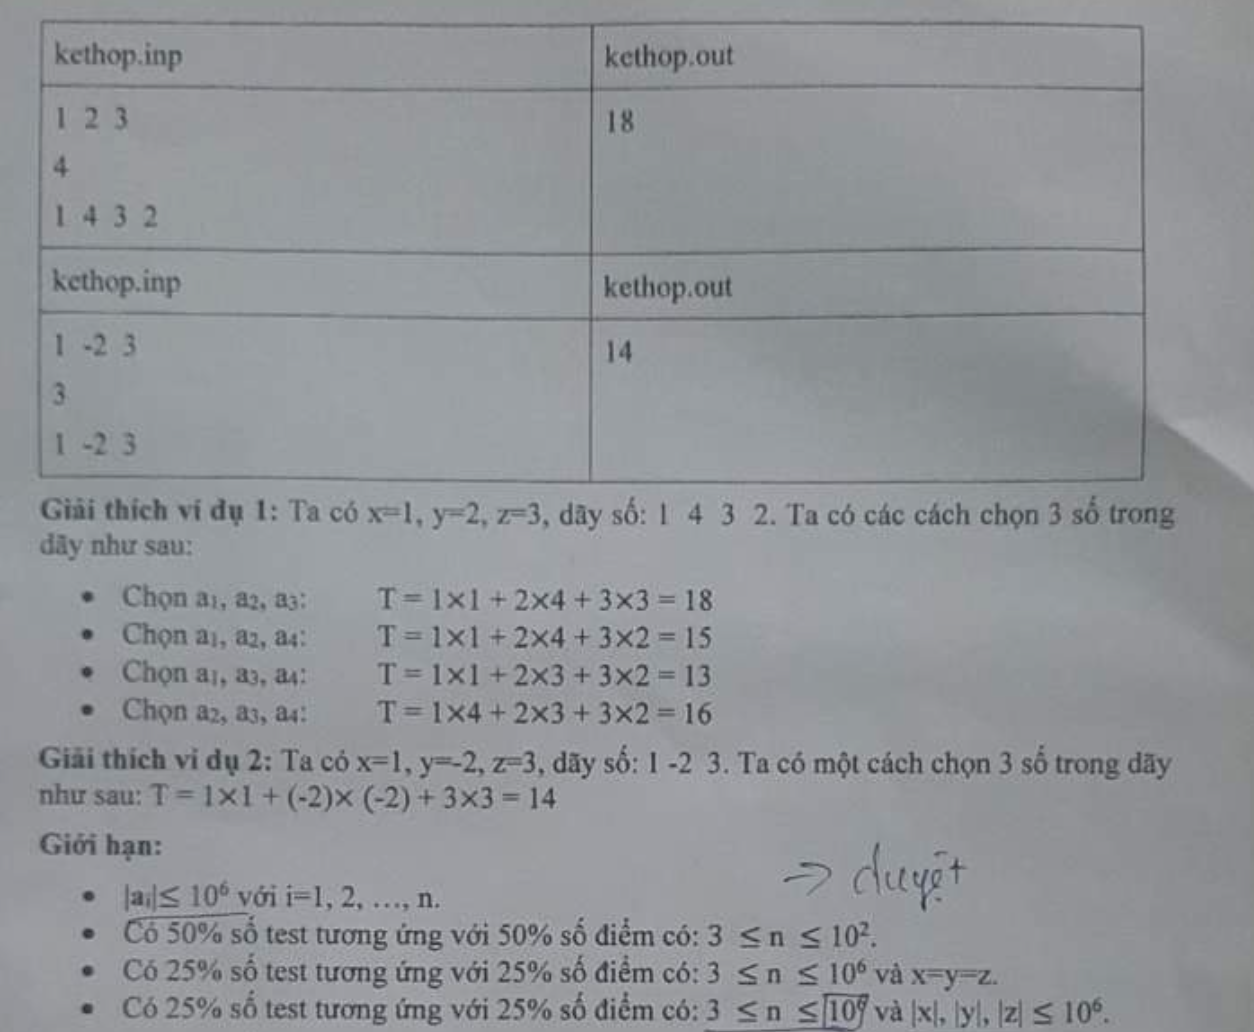 kethop.inp kethop.out
1 2 3 18
4
1 4 3 2
kethop.inp kethop.out
1 -2 3 14
3
1 -2 3
Giải thích ví dụ 1: Ta có x=1, y=2, z=3, dãy số: 1 4 3 2. Ta có các cách chọn 3 số trong
dãy như sau:
• Chọn a₁, a₂, a₃: T = 1×1 + 2×4 + 3×3 = 18
• Chọn a₁, a₂, a₄: T = 1×1 + 2×4 + 3×2 = 15
• Chọn a₁, a₃, a₄: T = 1×1 + 2×3 + 3×2 = 13
• Chọn a₂, a₃, a₄: T = 1×4 + 2×3 + 3×2 = 16
Giải thích ví dụ 2: Ta có x=1, y=-2, z=3, dãy số: 1 -2 3. Ta có một cách chọn 3 số trong dãy
như sau: T = 1×1 + (-2)× (-2) + 3×3 = 14
Giới hạn:
→ duyệt
• |aᵢ|≤ 10⁶ với i=1, 2, …, n.
• Có 50% số test tương ứng với 50% số điểm có: 3 ≤ n ≤ 10².
• Có 25% số test tương ứng với 25% số điểm có: 3 ≤ n ≤ 10⁶ và x=y=z.
• Có 25% số test tương ứng với 25% số điểm có: 3 ≤ n ≤ 10⁶ và |x|, |y|, |z| ≤ 10⁶.